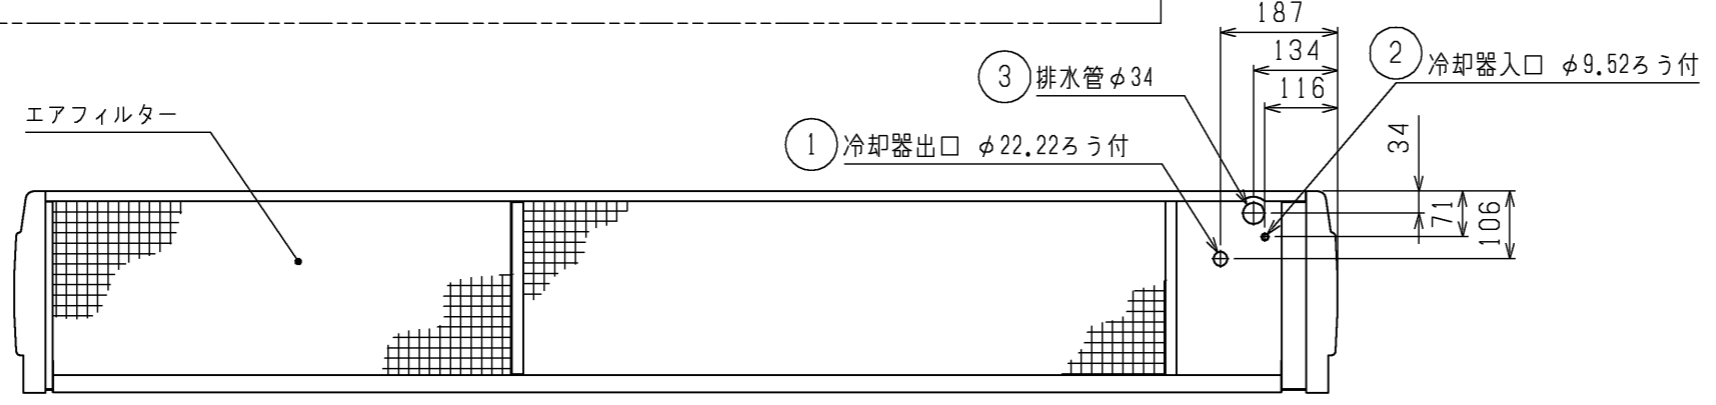 187
134
② 冷却器入口 φ9.52ろう付
③ 排水管φ34
116
エアフィルター
① 冷却器出口 φ22.22ろう付
34
71
106